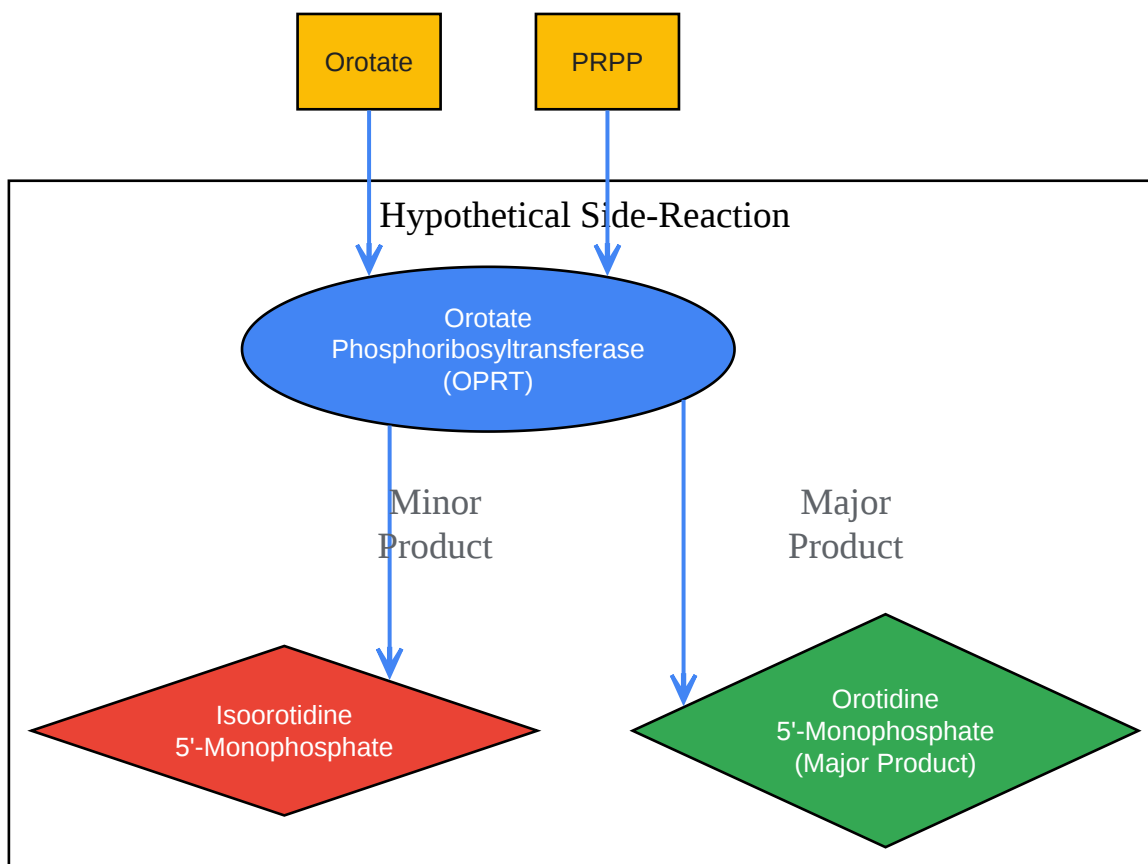 Orotate
PRPP
Hypothetical Side-Reaction
Orotate
Phosphoribosyltransferase
(OPRT)
Minor
Product
Major
Product
Isoorotidine
5'-Monophosphate
Orotidine
5'-Monophosphate
(Major Product)